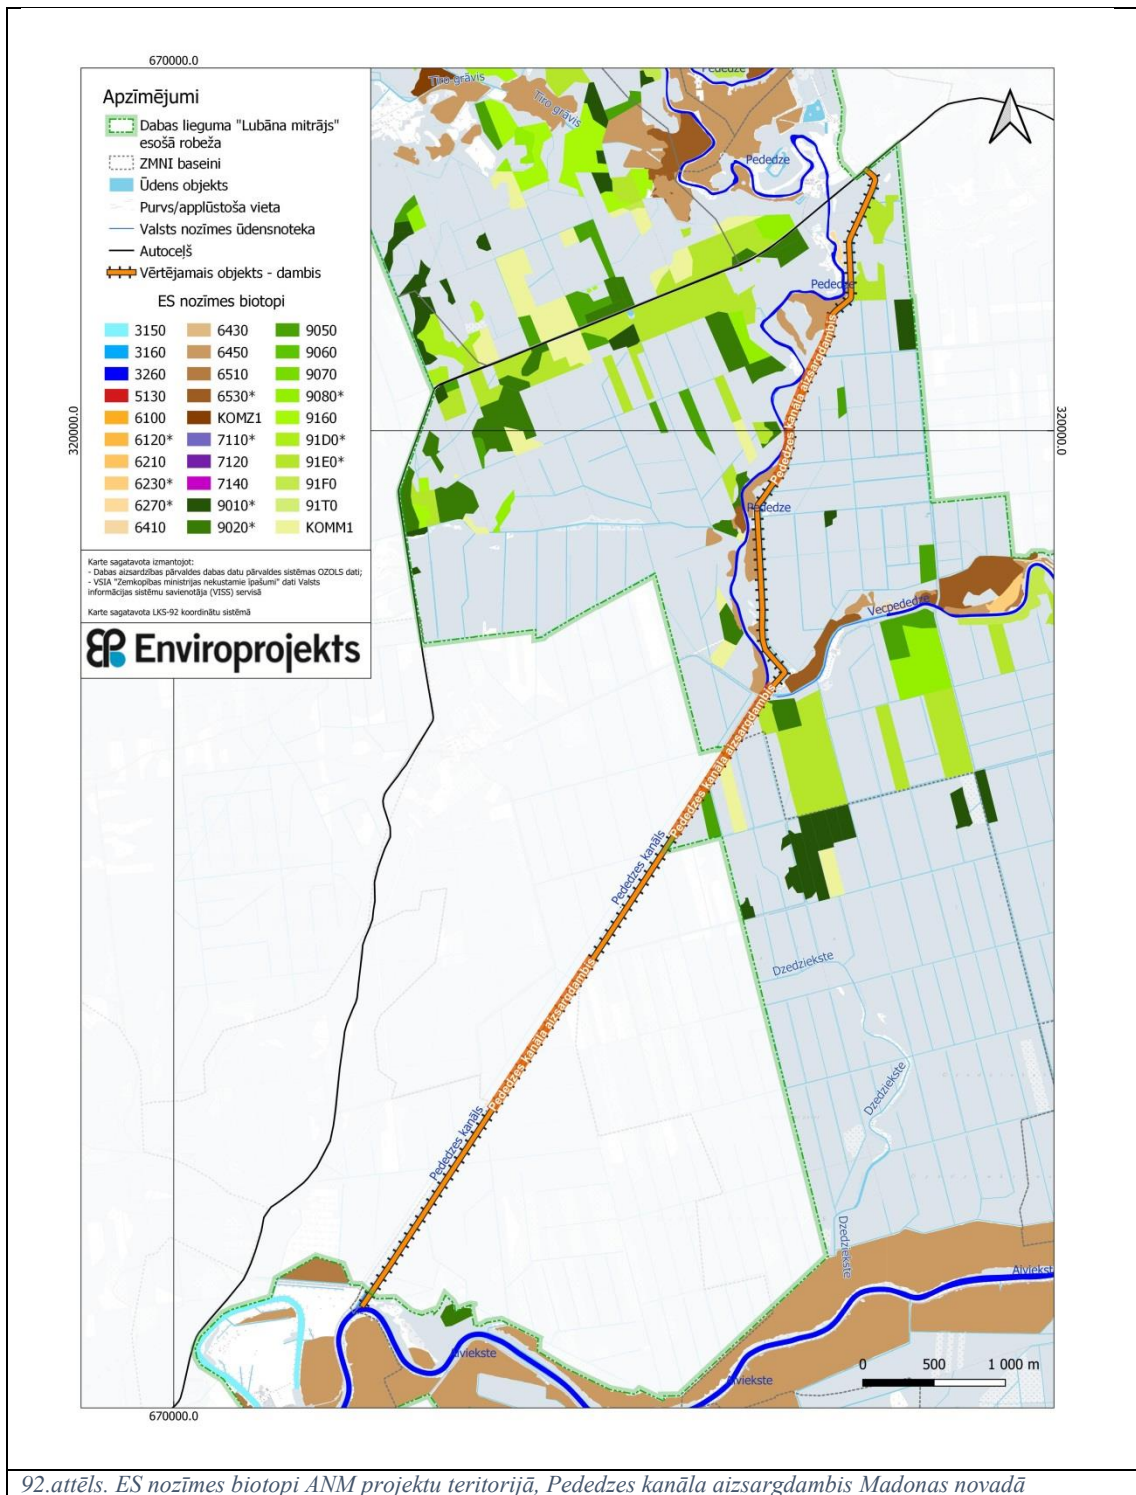 670000.0
Apzīmējumi
Dabas lieguma "Lubāna mitrājs"
esošā robeža
ZMNI baseini
Ūdens objekts
Purvs/applūstoša vieta
Valsts nozīmes ūdensnoteka
Autoceļš
Vērtējamais objekts - dambis
ES nozīmes biotopi
3150 6430 9050
3160 6450 9060
3260 6510 9070
5130 6530* 9080*
6100 KOMZ1 9160
6120* 7110* 91D0*
6210 7120 91E0*
6230* 7140 91F0
6270* 9010* 91T0
6410 9020* KOMM1
Karte sagatavota izmantojot:
- Dabas aizsardzības pārvaldes dabas datu pārvaldes sistēmas OZOLS dati;
- VSIA "Zemkopības ministrijas nekustamie īpašumi" dati Valsts
informācijas sistēmu savienotāja (VISS) servisā
Karte sagatavota LKS-92 koordinātu sistēmā
Enviroprojekts
320000.0
320000.0
Tīro grāvis
Tīro grāvis
Pededze
Pededze
Pededze
Pededzes kanāla aizsargdambis
Pededze
Vecpededze
Pededzes kanāla aizsargdambis
Pededzes kanāls
Pededzes kanāla aizsargdambis
Pededzes kanāls
Dzedziekste
Dzedziekste
Dzedziekste
Aiviekste
Aiviekste
Aiviekste
0 500 1 000 m
670000.0
92.attēls. ES nozīmes biotopi ANM projektu teritorijā, Pededzes kanāla aizsargdambis Madonas novadā